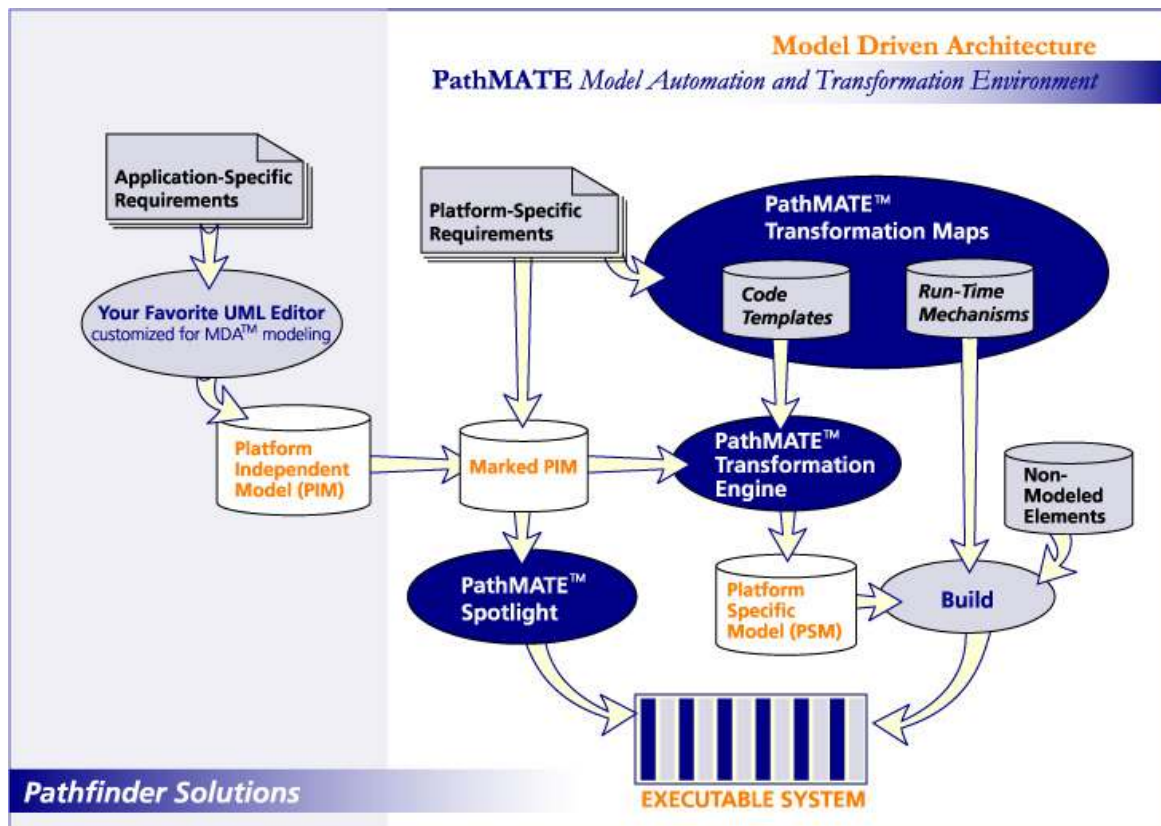 Model Driven Architecture
PathMATE Model Automation and Transformation Environment
Application-Specific
Requirements
Platform-Specific
Requirements
PathMATE™
Transformation Maps
Code
Templates
Run-Time
Mechanisms
Your Favorite UML Editor
customized for MDA™ modeling
Platform
Independent
Model (PIM)
Marked PIM
PathMATE™
Transformation
Engine
Non-
Modeled
Elements
PathMATE™
Spotlight
Platform
Specific
Model (PSM)
Build
EXECUTABLE SYSTEM
Pathfinder Solutions